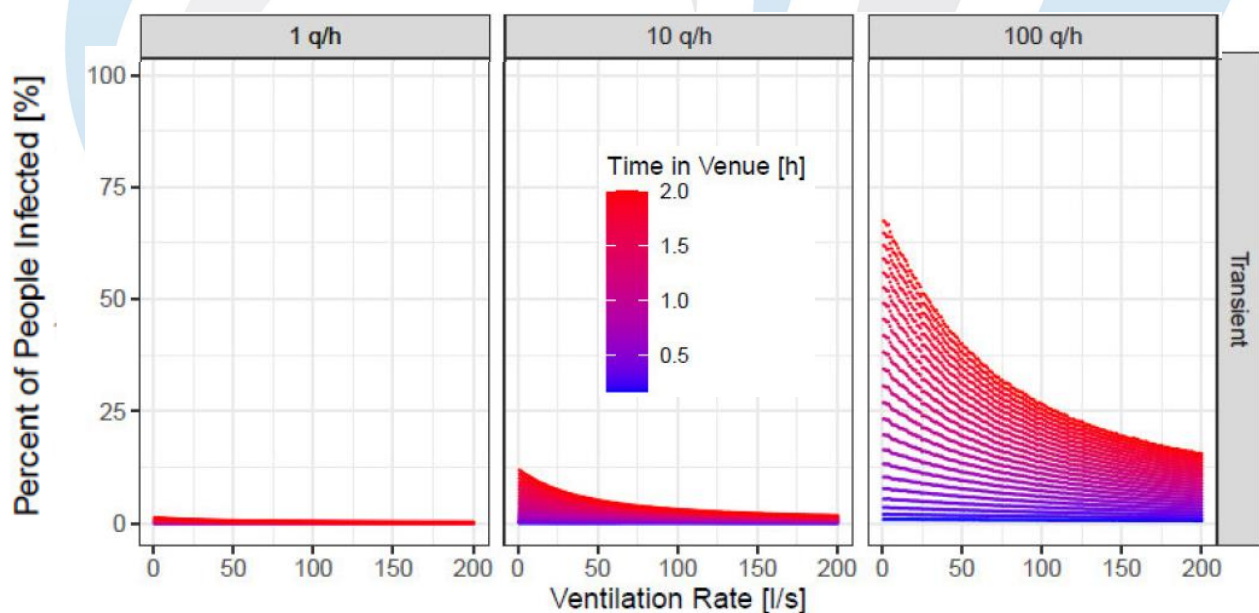 1 q/h 10 q/h 100 q/h
Percent of People Infected [%]
100
75
50
25
0
Time in Venue [h]
2.0
1.5
1.0
0.5
Transient
0 50 100 150 200 0 50 100 150 200 0 50 100 150 200
Ventilation Rate [l/s]